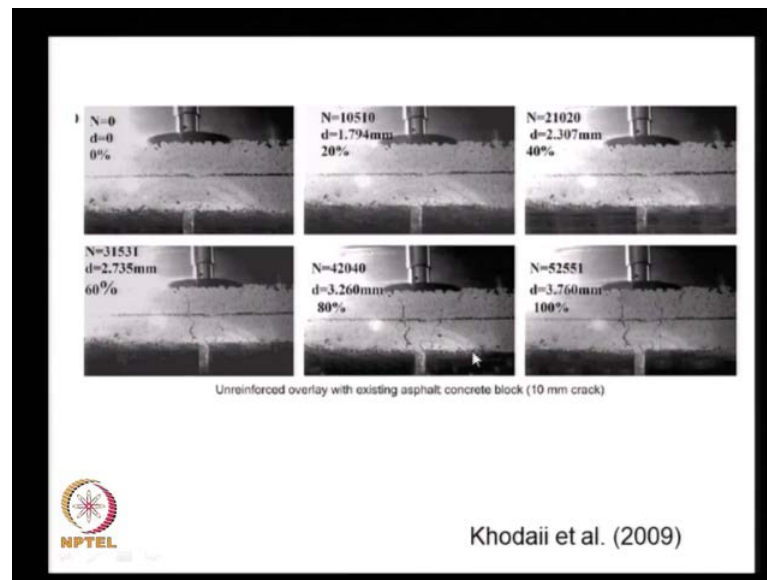 N=0
d=0
0%
N=10510
d=1.794mm
20%
N=21020
d=2.307mm
40%
N=31531
d=2.735mm
60%
N=42040
d=3.260mm
80%
N=52551
d=3.760mm
100%
Unreinforced overlay with existing asphalt concrete block (10 mm crack)
NPTEL
Khodaii et al. (2009)